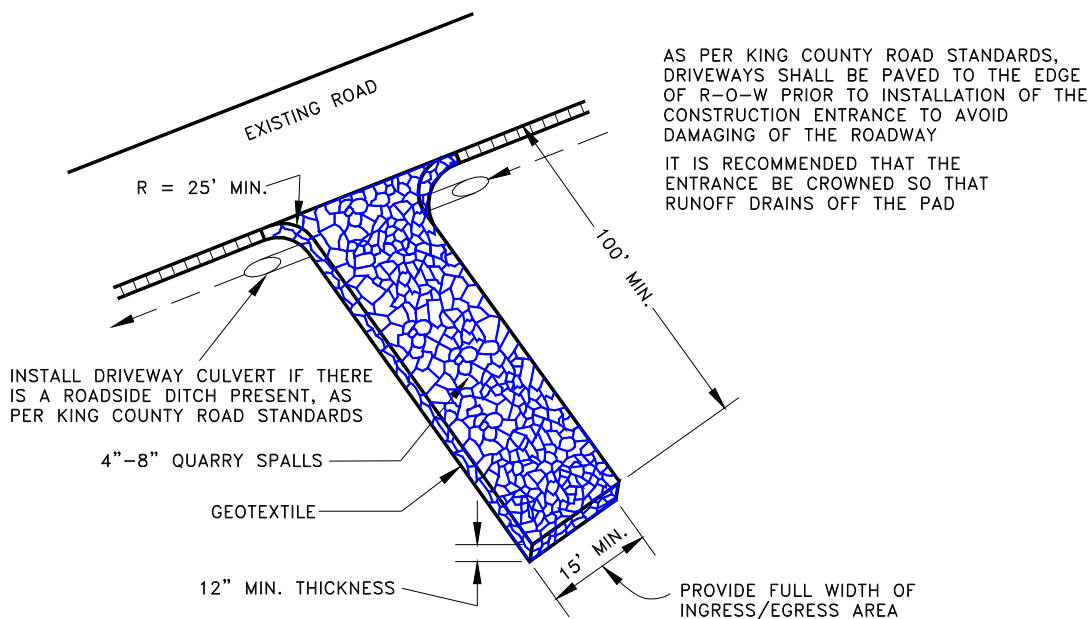 AS PER KING COUNTY ROAD STANDARDS,
DRIVEWAYS SHALL BE PAVED TO THE EDGE
OF R-O-W PRIOR TO INSTALLATION OF THE
CONSTRUCTION ENTRANCE TO AVOID
DAMAGING OF THE ROADWAY
IT IS RECOMMENDED THAT THE
ENTRANCE BE CROWNED SO THAT
RUNOFF DRAINS OFF THE PAD
EXISTING ROAD
R = 25' MIN.
100' MIN.
INSTALL DRIVEWAY CULVERT IF THERE
IS A ROADSIDE DITCH PRESENT, AS
PER KING COUNTY ROAD STANDARDS
4"-8" QUARRY SPALLS
GEOTEXTILE
12" MIN. THICKNESS
15' MIN.
PROVIDE FULL WIDTH OF
INGRESS/EGRESS AREA